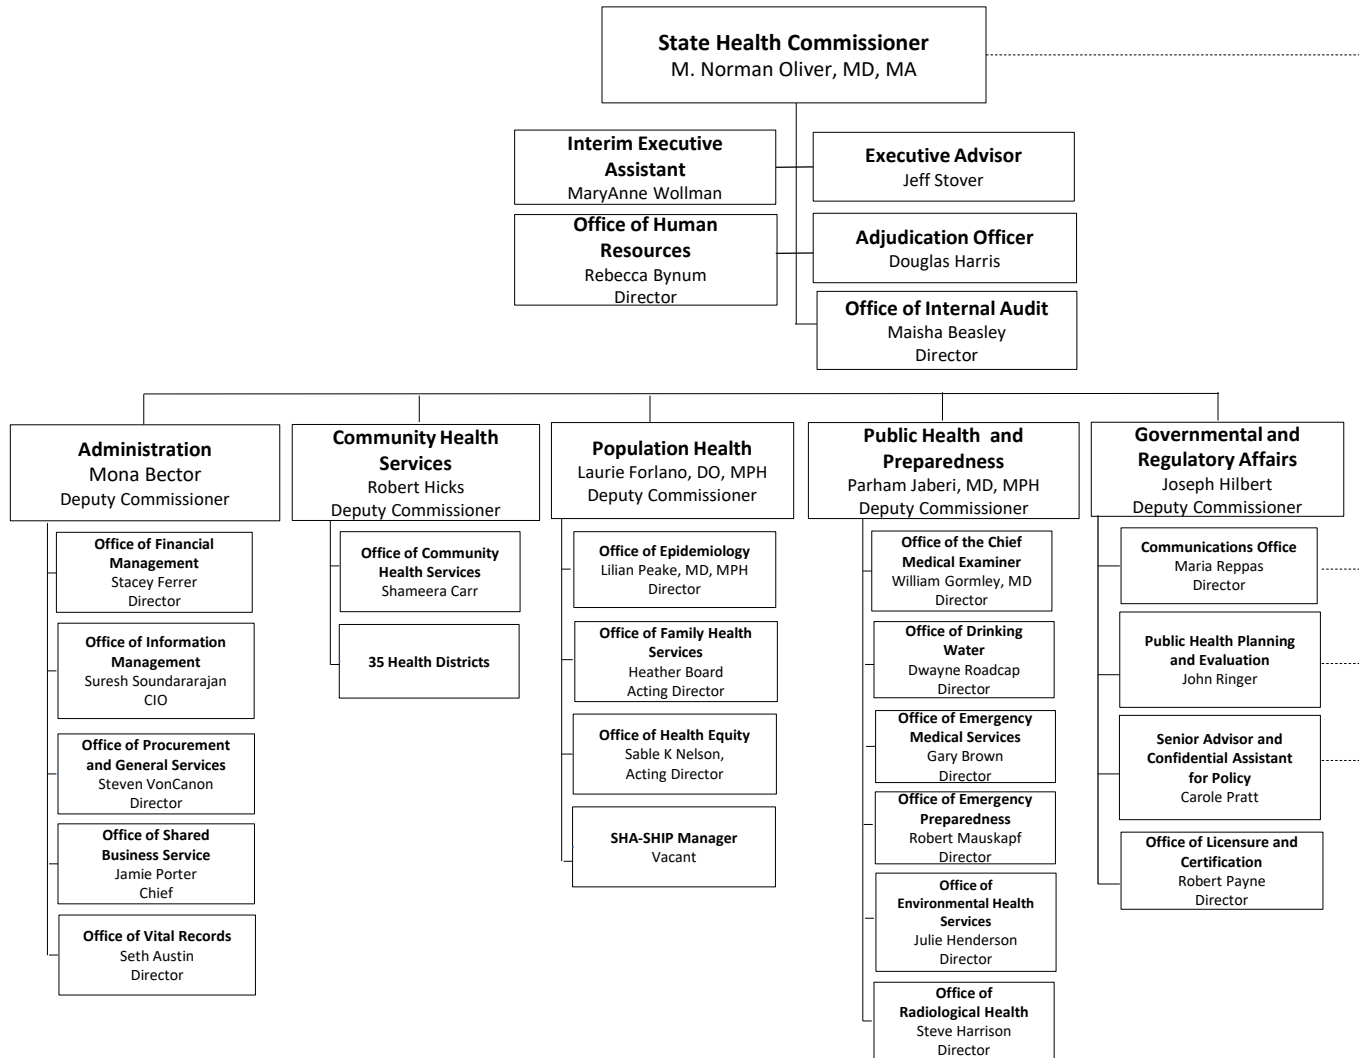 State Health Commissioner
M. Norman Oliver, MD, MA
Interim Executive
Assistant
MaryAnne Wollman
Executive Advisor
Jeff Stover
Office of Human
Resources
Rebecca Bynum
Director
Adjudication Officer
Douglas Harris
Office of Internal Audit
Maisha Beasley
Director
Administration
Mona Bector
Deputy Commissioner
Office of Financial
Management
Stacey Ferrer
Director
Office of Information
Management
Suresh Soundararajan
CIO
Office of Procurement
and General Services
Steven VonCanon
Director
Office of Shared
Business Service
Jamie Porter
Chief
Office of Vital Records
Seth Austin
Director
Community Health
Services
Robert Hicks
Deputy Commissioner
Office of Community
Health Services
Shameera Carr
35 Health Districts
Population Health
Laurie Forlano, DO, MPH
Deputy Commissioner
Office of Epidemiology
Lilian Peake, MD, MPH
Director
Office of Family Health
Services
Heather Board
Acting Director
Office of Health Equity
Sable K Nelson,
Acting Director
SHA-SHIP Manager
Vacant
Public Health and
Preparedness
Parham Jaberi, MD, MPH
Deputy Commissioner
Office of the Chief
Medical Examiner
William Gormley, MD
Director
Office of Drinking
Water
Dwayne Roadcap
Director
Office of Emergency
Medical Services
Gary Brown
Director
Office of Emergency
Preparedness
Robert Mauskapf
Director
Office of
Environmental Health
Services
Julie Henderson
Director
Office of
Radiological Health
Steve Harrison
Director
Governmental and
Regulatory Affairs
Joseph Hilbert
Deputy Commissioner
Communications Office
Maria Reppas
Director
Public Health Planning
and Evaluation
John Ringer
Senior Advisor and
Confidential Assistant
for Policy
Carole Pratt
Office of Licensure and
Certification
Robert Payne
Director